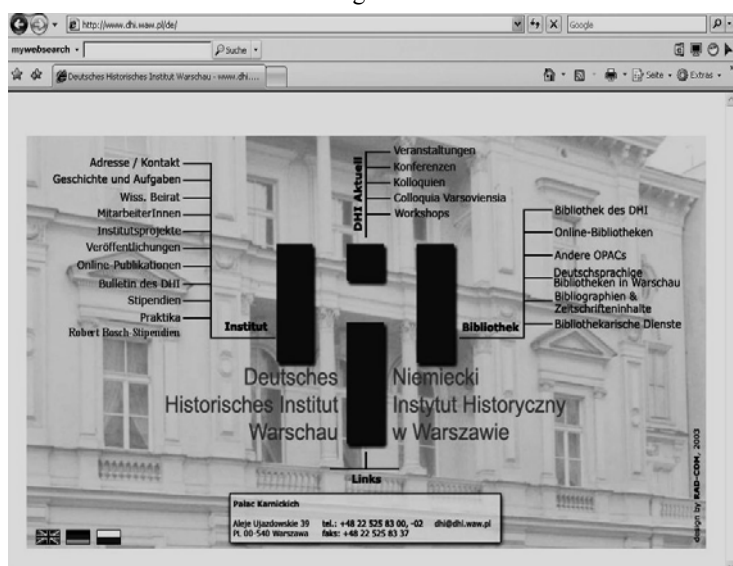 http://www.dhi.waw.pl/de/
Google
mywebsearch
Suche
Deutsches Historisches Institut Warschau - www.dhi....
Seite
Extras
Adresse / Kontakt
Geschichte und Aufgaben
Wiss. Beirat
MitarbeiterInnen
Institutsprojekte
Veröffentlichungen
Online-Publikationen
Bulletin des DHI
Stipendien
Praktika
Robert Bosch-Stipendien
Institut
DHI Aktuell
Veranstaltungen
Konferenzen
Kolloquien
Colloquia Varsoviensia
Workshops
Bibliothek des DHI
Online-Bibliotheken
Andere OPACs
Deutschsprachige
Bibliotheken in Warschau
Bibliographien &
Zeitschrifteninhalte
Bibliothekarische Dienste
Bibliothek
Deutsches
Historisches Institut
Warschau
Niemiecki
Instytut Historyczny
w Warszawie
Links
Pałac Karnickich
Aleje Ujazdowskie 39 tel.: +48 22 525 83 00, -02 dhi@dhi.waw.pl
PL 00-540 Warszawa faks: +48 22 525 83 37
design by RAD-COM, 2003